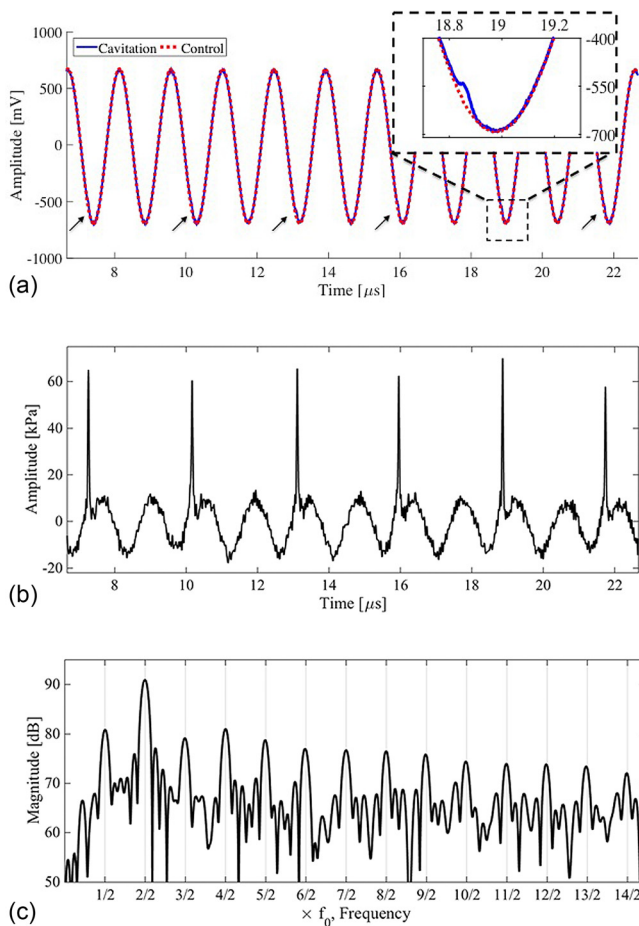 18.8 19 19.2
1000
Cavitation Control
-400
500
-550
0
-700
-500
-1000
Amplitude [mV]
8 10 12 14 16 18 20 22
Time [μs]
(a)
60
40
20
0
-20
Amplitude [kPa]
8 10 12 14 16 18 20 22
Time [μs]
(b)
90
80
70
60
50
Magnitude [dB]
1/2 2/2 3/2 4/2 5/2 6/2 7/2 8/2 9/2 10/2 11/2 12/2 13/2 14/2
× f0, Frequency
(c)